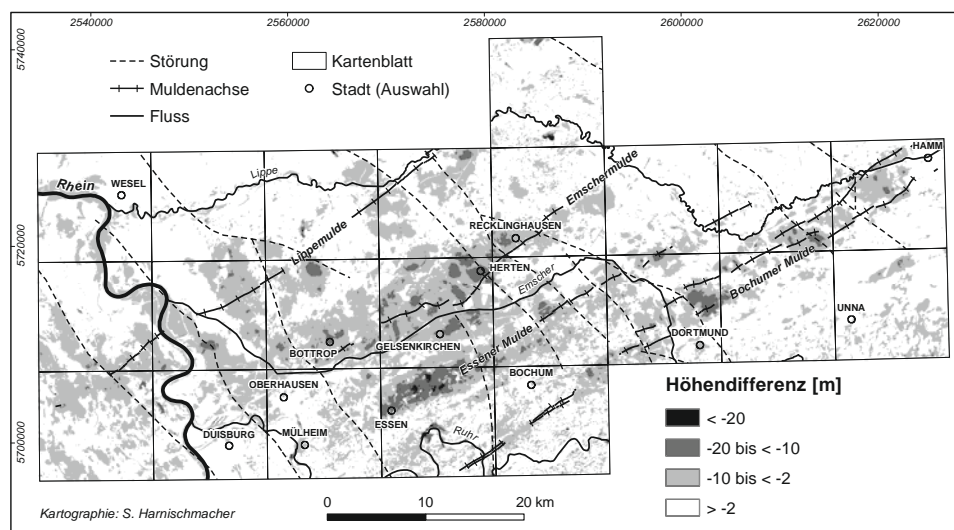 2540000 2560000 2580000 2600000 2620000
5740000
5720000
5700000
Störung
Muldenachse
Fluss
Kartenblatt
Stadt (Auswahl)
HAMM
Rhein
WESEL
Lippe
Lippemulde
Emschermulde
RECKLINGHAUSEN
HERTEN
Emscher
Bochumer Mulde
UNNA
DORTMUND
BOTTROP
GELSENKIRCHEN
Essener Mulde
OBERHAUSEN
BOCHUM
ESSEN
DUISBURG
MÜLHEIM
Ruhr
Höhendifferenz [m]
< -20
-20 bis < -10
-10 bis < -2
> -2
0 10 20 km
Kartographie: S. Harnischmacher